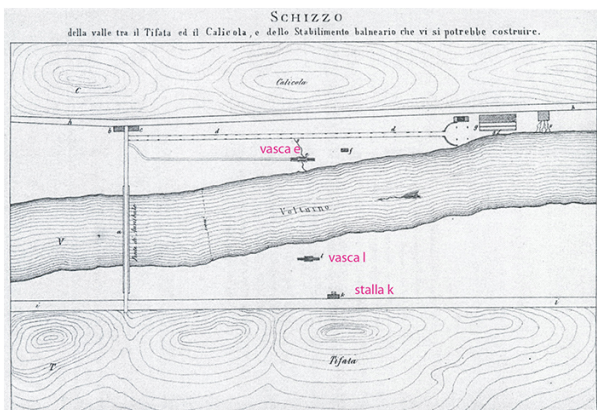 SCHIZZO
della valle tra il Tifata ed il Calicola, e dello Stabilimento balneario che vi si potrebbe costruire.
Calicola
C
h
h
b
c
d
d
g
e
f
vasca e
Volturno
V
a
vasca l
l
stalla k
k
i
i
Tifata
T